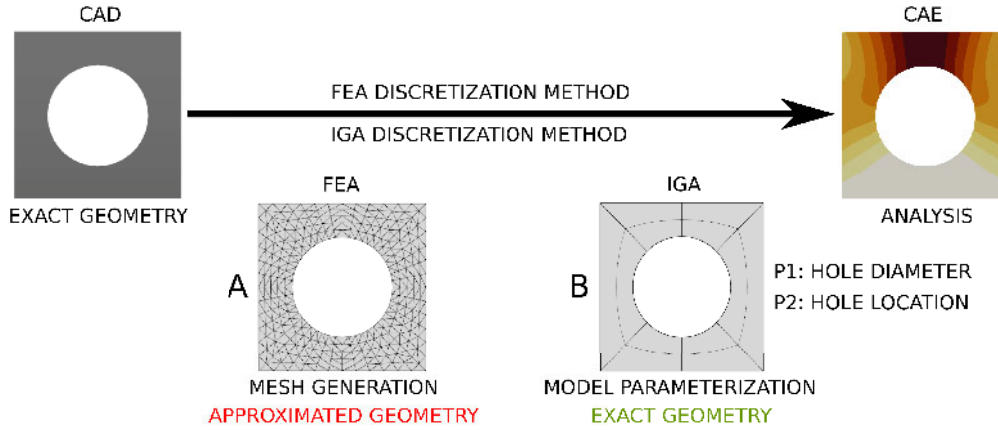 CAD
CAE
FEA DISCRETIZATION METHOD
IGA DISCRETIZATION METHOD
EXACT GEOMETRY
FEA
IGA
ANALYSIS
A
B
P1: HOLE DIAMETER
P2: HOLE LOCATION
MESH GENERATION
MODEL PARAMETERIZATION
APPROXIMATED GEOMETRY
EXACT GEOMETRY